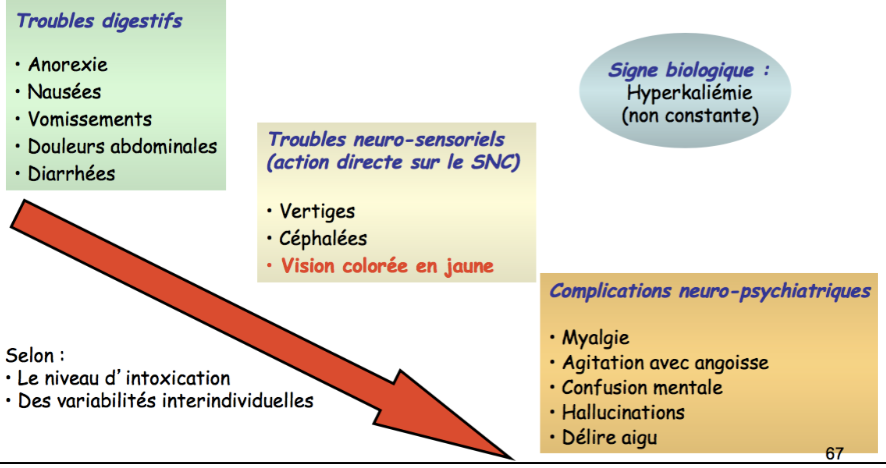 Troubles digestifs
• Anorexie
• Nausées
• Vomissements
• Douleurs abdominales
• Diarrhées
Signe biologique :
Hyperkaliémie
(non constante)
Troubles neuro-sensoriels
(action directe sur le SNC)
• Vertiges
• Céphalées
• Vision colorée en jaune
Complications neuro-psychiatriques
• Myalgie
• Agitation avec angoisse
• Confusion mentale
• Hallucinations
• Délire aigu
Selon :
• Le niveau d’intoxication
• Des variabilités interindividuelles
67